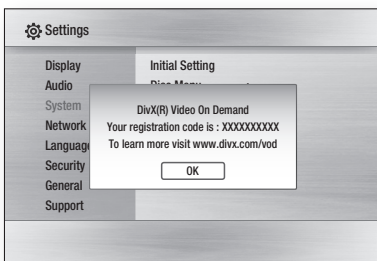 Settings
Display
Initial Setting
Audio
System
Network
Security
General
Support
DivX(R) Video On Demand
Your registration code is : XXXXXXXXXX
To learn more visit www.divx.com/vod
OK